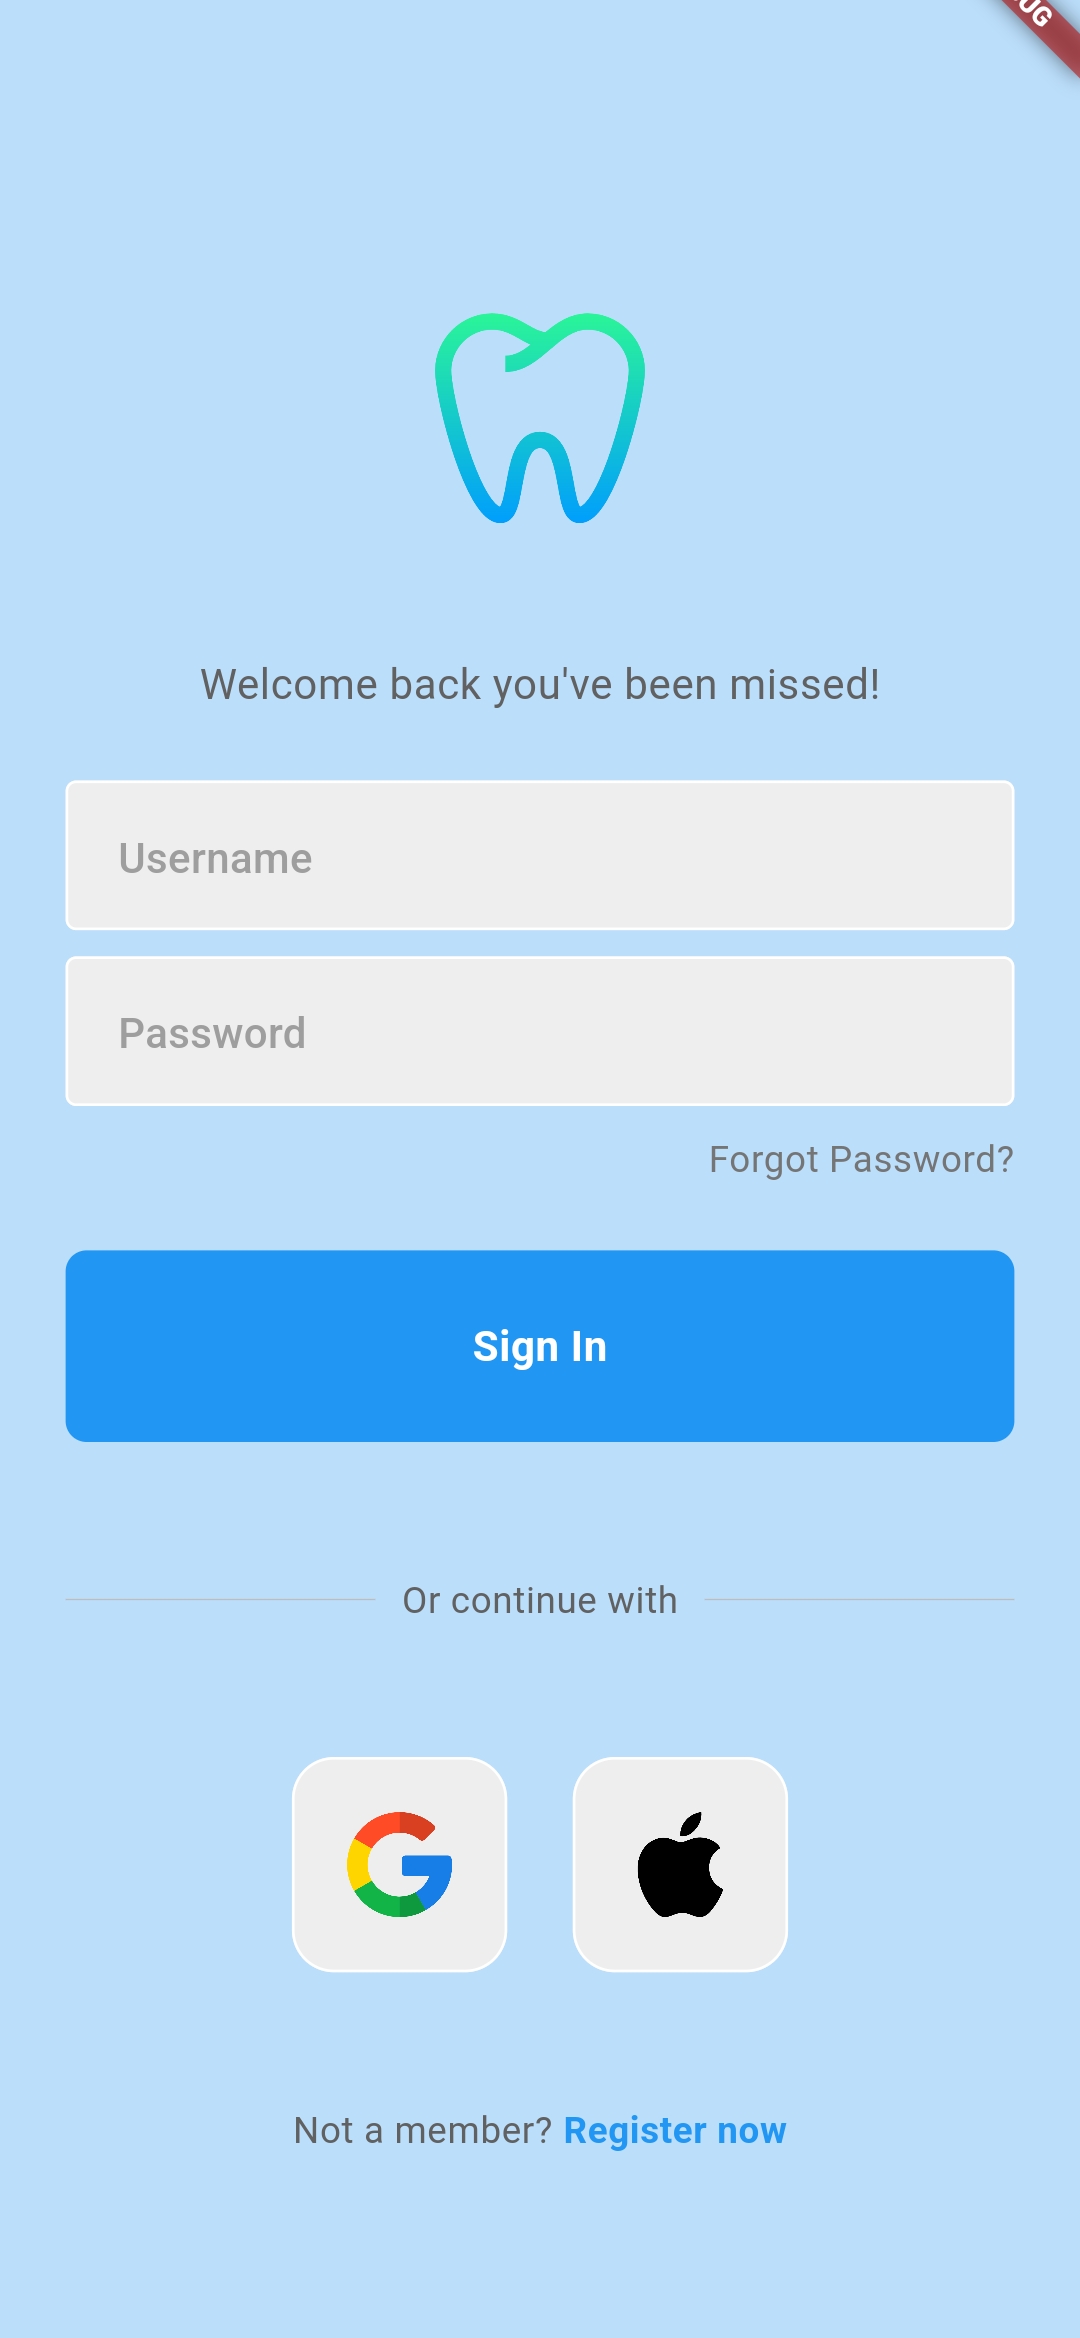 Welcome back you've been missed!
Username
Password
Forgot Password?
Sign In
Or continue with
Not a member? Register now